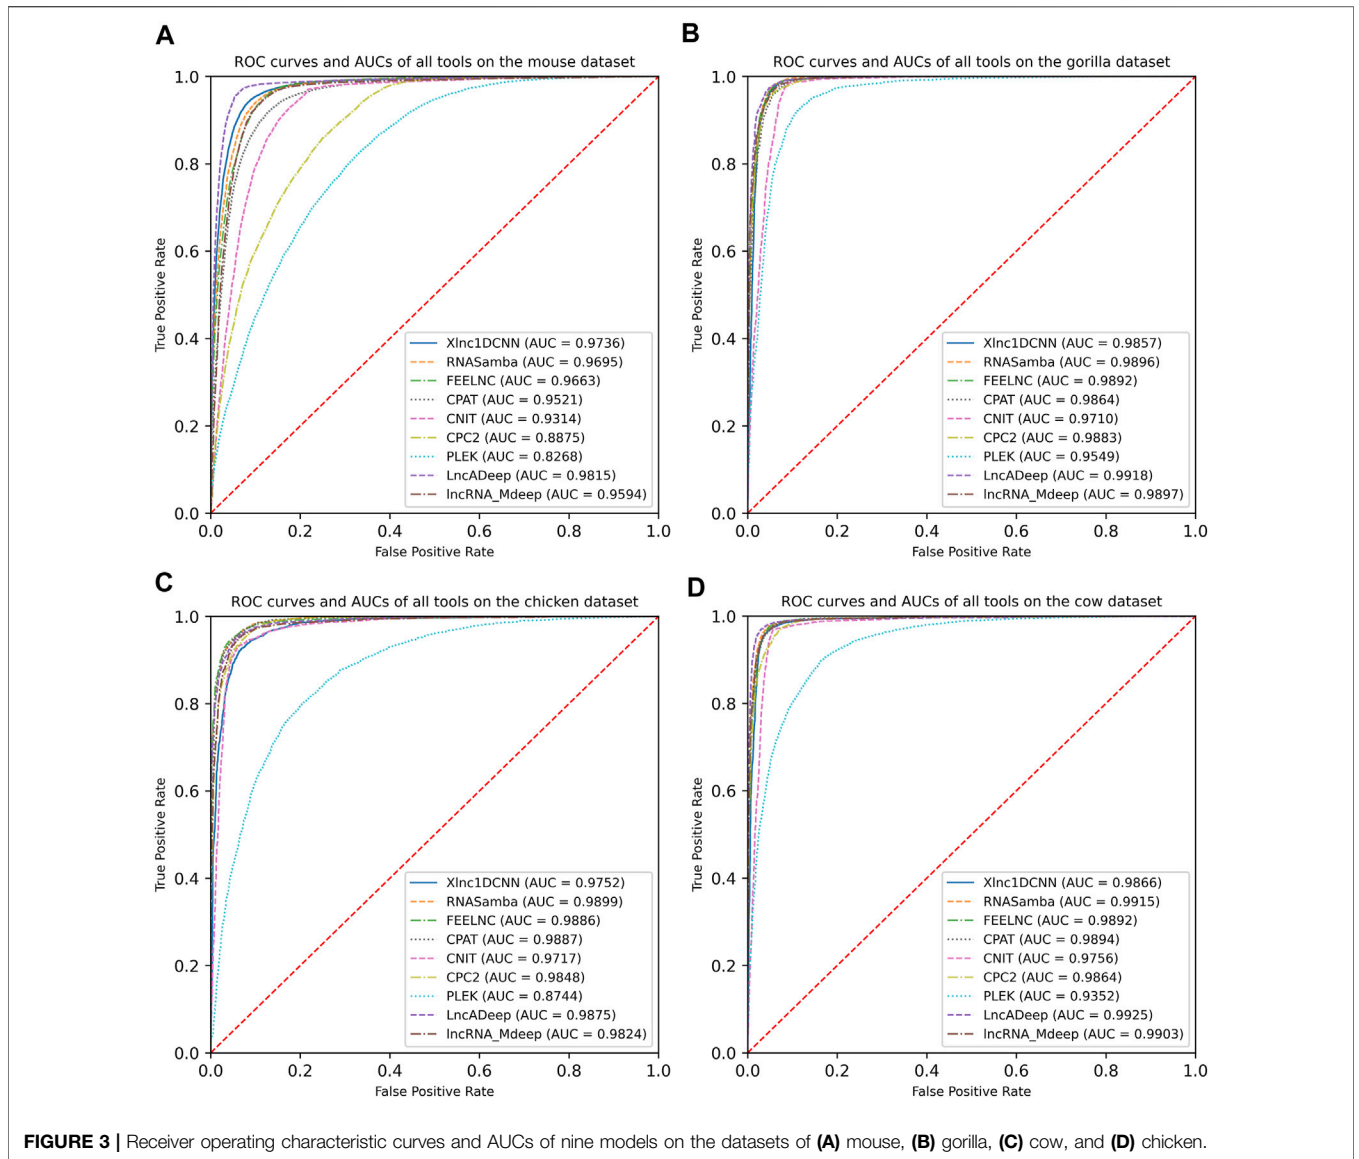 A
ROC curves and AUCs of all tools on the mouse dataset
1.0
0.8
0.6
0.4
0.2
0.0
True Positive Rate
Xlnc1DCNN (AUC = 0.9736)
RNASamba (AUC = 0.9695)
FEELNC (AUC = 0.9663)
CPAT (AUC = 0.9521)
CNIT (AUC = 0.9314)
CPC2 (AUC = 0.8875)
PLEK (AUC = 0.8268)
LncADeep (AUC = 0.9815)
lncRNA_Mdeep (AUC = 0.9594)
0.0 0.2 0.4 0.6 0.8 1.0
False Positive Rate
B
ROC curves and AUCs of all tools on the gorilla dataset
1.0
0.8
0.6
0.4
0.2
0.0
True Positive Rate
Xlnc1DCNN (AUC = 0.9857)
RNASamba (AUC = 0.9896)
FEELNC (AUC = 0.9892)
CPAT (AUC = 0.9864)
CNIT (AUC = 0.9710)
CPC2 (AUC = 0.9883)
PLEK (AUC = 0.9549)
LncADeep (AUC = 0.9918)
lncRNA_Mdeep (AUC = 0.9897)
0.0 0.2 0.4 0.6 0.8 1.0
False Positive Rate
C
ROC curves and AUCs of all tools on the chicken dataset
1.0
0.8
0.6
0.4
0.2
0.0
True Positive Rate
Xlnc1DCNN (AUC = 0.9752)
RNASamba (AUC = 0.9899)
FEELNC (AUC = 0.9886)
CPAT (AUC = 0.9887)
CNIT (AUC = 0.9717)
CPC2 (AUC = 0.9848)
PLEK (AUC = 0.8744)
LncADeep (AUC = 0.9875)
lncRNA_Mdeep (AUC = 0.9824)
0.0 0.2 0.4 0.6 0.8 1.0
False Positive Rate
D
ROC curves and AUCs of all tools on the cow dataset
1.0
0.8
0.6
0.4
0.2
0.0
True Positive Rate
Xlnc1DCNN (AUC = 0.9866)
RNASamba (AUC = 0.9915)
FEELNC (AUC = 0.9892)
CPAT (AUC = 0.9894)
CNIT (AUC = 0.9756)
CPC2 (AUC = 0.9864)
PLEK (AUC = 0.9352)
LncADeep (AUC = 0.9925)
lncRNA_Mdeep (AUC = 0.9903)
0.0 0.2 0.4 0.6 0.8 1.0
False Positive Rate
FIGURE 3 | Receiver operating characteristic curves and AUCs of nine models on the datasets of (A) mouse, (B) gorilla, (C) cow, and (D) chicken.